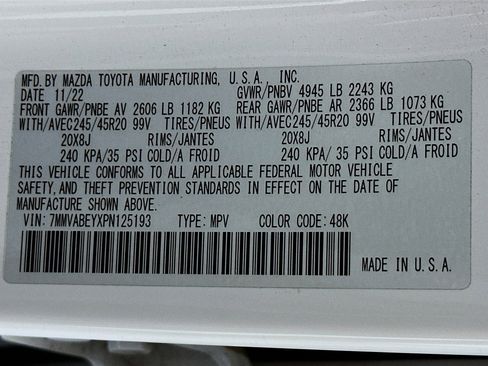 MFD. BY MAZDA TOYOTA MANUFACTURING, U.S.A., INC.
DATE 11/22 GVWR/PNBV 4945 LB 2243 KG
FRONT GAWR/PNBE AV 2606 LB 1182 KG REAR GAWR/PNBE AR 2366 LB 1073 KG
WITH/AVEC245/45R20 99V TIRES/PNEUS WITH/AVEC245/45R20 99V TIRES/PNEUS
20X8J RIMS/JANTES 20X8J RIMS/JANTES
240 KPA/35 PSI COLD/A FROID 240 KPA/35 PSI COLD/A FROID
THIS VEHICLE CONFORMS TO ALL APPLICABLE FEDERAL MOTOR VEHICLE
SAFETY, AND THEFT PREVENTION STANDARDS IN EFFECT ON THE DATE OF
MANUFACTURE SHOWN ABOVE.
VIN: 7MMVABEYXPN125193 TYPE: MPV COLOR CODE: 48K
MADE IN U.S.A.